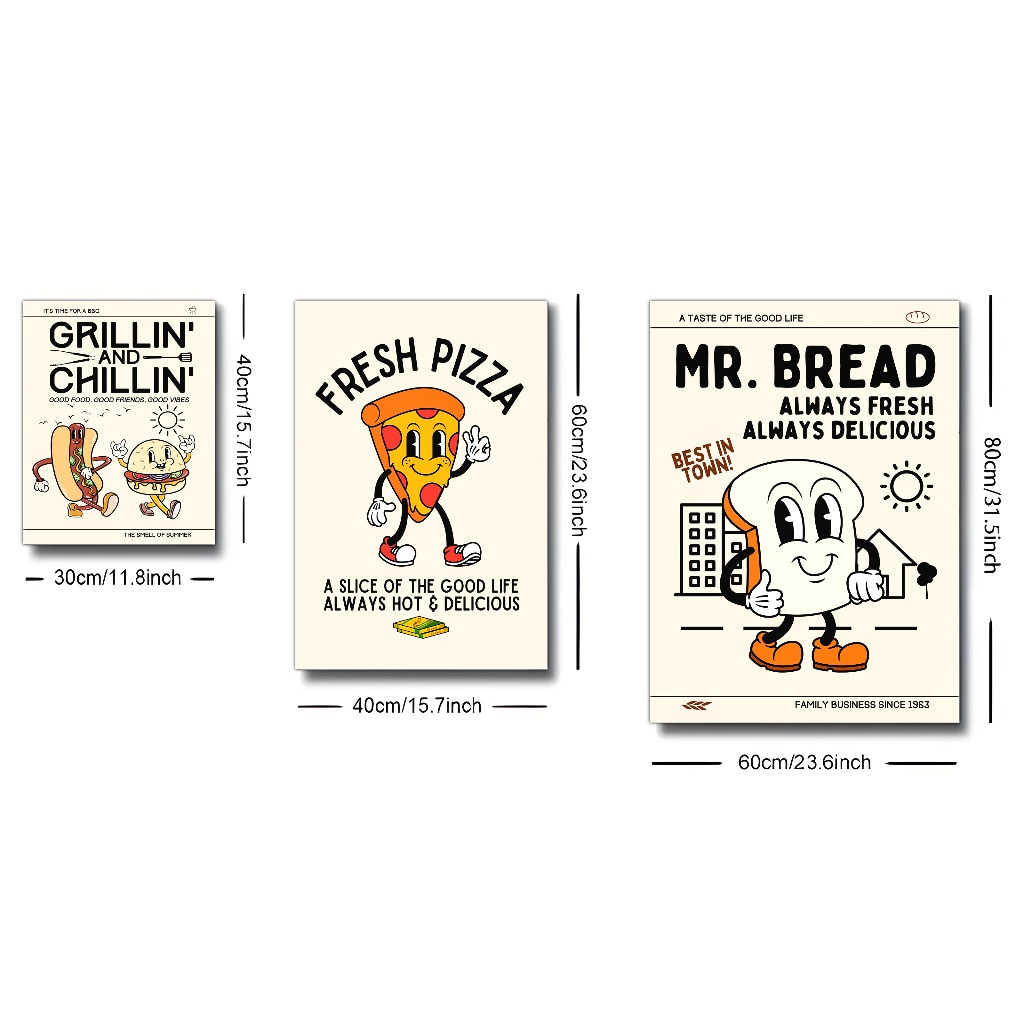 IT'S TIME FOR A BBQ
GRILLIN'
AND
CHILLIN'
GOOD FOOD, GOOD FRIENDS, GOOD VIBES
THE SMELL OF SUMMER
40cm/15.7inch
30cm/11.8inch
FRESH PIZZA
A SLICE OF THE GOOD LIFE
ALWAYS HOT & DELICIOUS
60cm/23.6inch
40cm/15.7inch
A TASTE OF THE GOOD LIFE
MR. BREAD
ALWAYS FRESH
ALWAYS DELICIOUS
BEST IN
TOWN!
FAMILY BUSINESS SINCE 1963
80cm/31.5inch
60cm/23.6inch